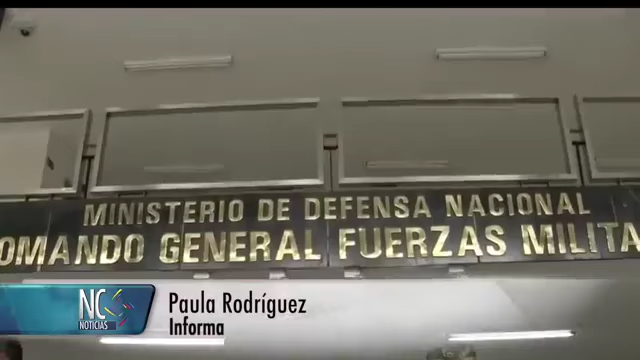 MINISTERIO DE DEFENSA NACIONAL
OMANDO GENERAL FUERZAS MILITA
NC
NOTICIAS
Paula Rodríguez
Informa